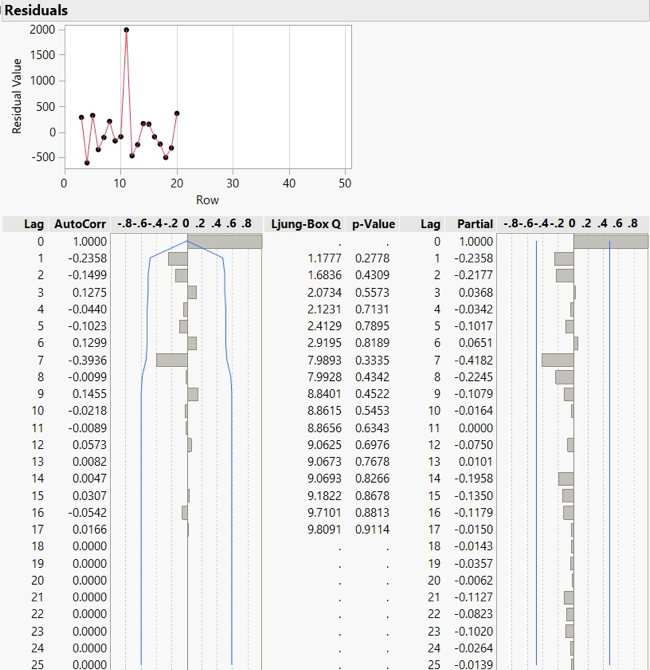 Residuals
2000
1500
1000
500
0
-500
Residual Value
0 10 20 30 40 50
Row
Lag AutoCorr -.8-.6-.4-.2 0 .2 .4 .6 .8 Ljung-Box Q p-Value Lag Partial -.8-.6-.4-.2 0 .2 .4 .6 .8
0 1.0000 . . 0 1.0000
1 -0.2358 1.1777 0.2778 1 -0.2358
2 -0.1499 1.6836 0.4309 2 -0.2177
3 0.1275 2.0734 0.5573 3 0.0368
4 -0.0440 2.1231 0.7131 4 -0.0342
5 -0.1023 2.4129 0.7895 5 -0.1017
6 0.1299 2.9195 0.8189 6 0.0651
7 -0.3936 7.9893 0.3335 7 -0.4182
8 -0.0099 7.9928 0.4342 8 -0.2245
9 0.1455 8.8401 0.4522 9 -0.1079
10 -0.0218 8.8615 0.5453 10 -0.0164
11 -0.0089 8.8656 0.6343 11 0.0000
12 0.0573 9.0625 0.6976 12 -0.0750
13 0.0082 9.0673 0.7678 13 0.0101
14 0.0047 9.0693 0.8266 14 -0.1958
15 0.0307 9.1822 0.8678 15 -0.1350
16 -0.0542 9.7101 0.8813 16 -0.1179
17 0.0166 9.8091 0.9114 17 -0.0150
18 0.0000 . . 18 -0.0143
19 0.0000 . . 19 -0.0357
20 0.0000 . . 20 -0.0062
21 0.0000 . . 21 -0.1127
22 0.0000 . . 22 -0.0823
23 0.0000 . . 23 -0.1020
24 0.0000 . . 24 -0.0264
25 0.0000 . . 25 -0.0139